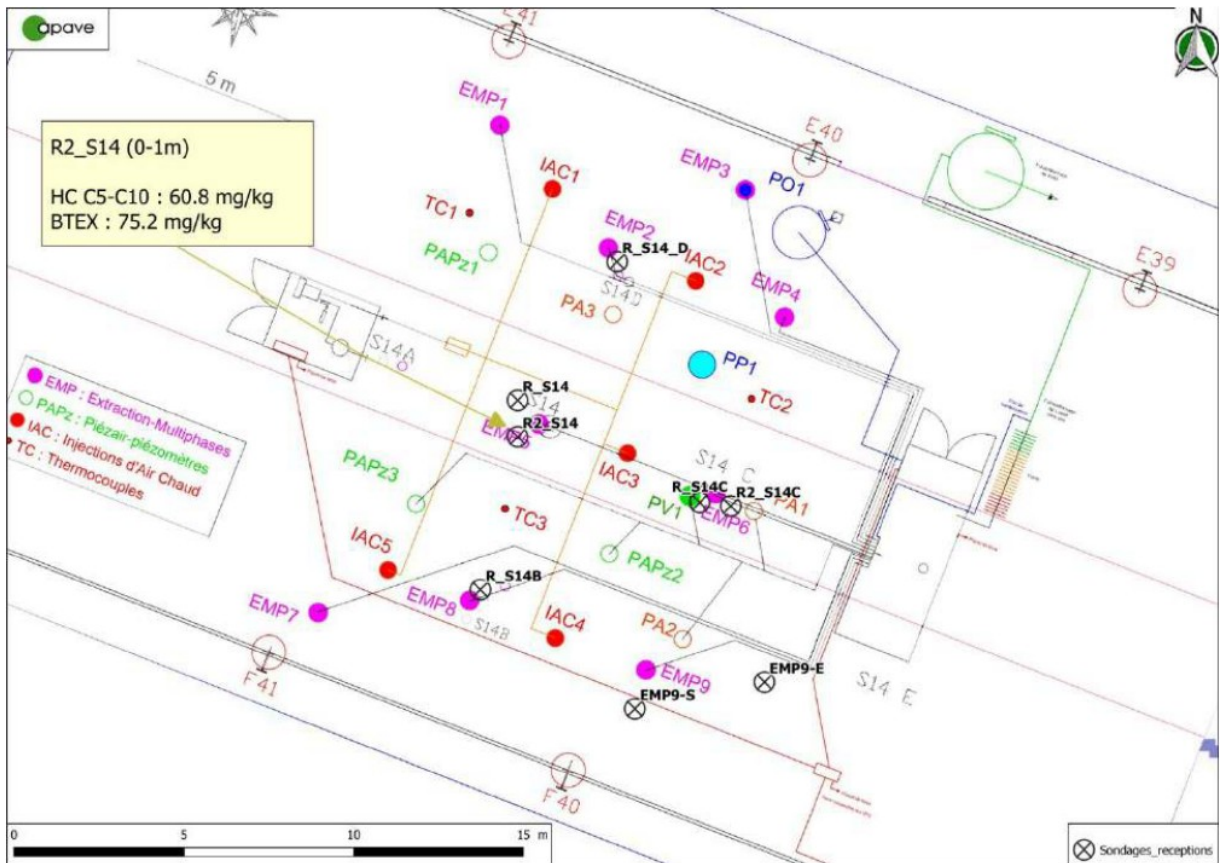 apave
E41
N
5 m
EMP1
E40
R2_S14 (0-1m)
HC C5-C10 : 60.8 mg/kg
BTEX : 75.2 mg/kg
IAC1
EMP3
PO1
TC1
EMP2
R_S14_D
PAPz1
IAC2
E39
S14D
EMP4
PA3
S14A
PP1
EMP : Extraction-Multiphases
PAPz : Piézair-piézomètres
IAC : Injections d'Air Chaud
TC : Thermocouples
R_S14
S14
TC2
R2_S14
PAPz3
IAC3
S14 C
R_S14C
R2_S14C
PV1
EMP6
PA1
TC3
IAC5
PAPz2
R_S14B
EMP7
EMP8
S14B
IAC4
PA2
EMP9
EMP9-E
S14 E
F41
EMP9-S
F40
0 5 10 15 m
Sondages_receptions